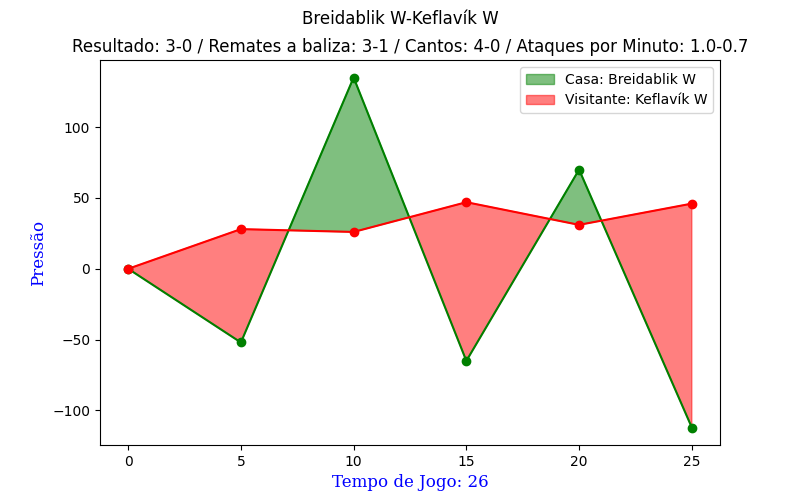 Breidablik W-Keflavík W
Resultado: 3-0 / Remates a baliza: 3-1 / Cantos: 4-0 / Ataques por Minuto: 1.0-0.7
Casa: Breidablik W
Visitante: Keflavík W
Pressão
100
50
0
−50
−100
0 5 10 15 20 25
Tempo de Jogo: 26